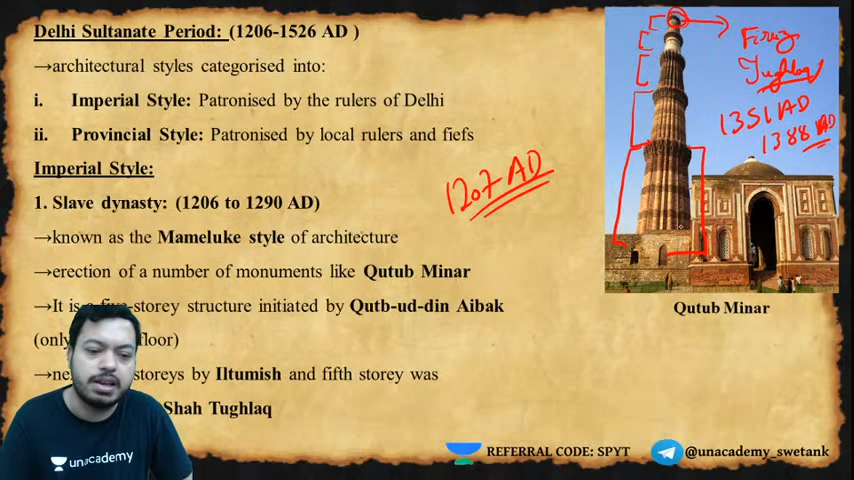 Delhi Sultanate Period: (1206-1526 AD )
→architectural styles categorised into:
i. Imperial Style: Patronised by the rulers of Delhi
ii. Provincial Style: Patronised by local rulers and fiefs
Imperial Style:
1. Slave dynasty: (1206 to 1290 AD)
→known as the Mameluke style of architecture
→erection of a number of monuments like Qutub Minar
→It is a five-storey structure initiated by Qutb-ud-din Aibak
(only floor)
storeys by Iltumish and fifth storey was
Shah Tughlaq
1207 AD
Firuz
Tughlaq
1351 AD
1388 AD
Qutub Minar
unacademy
REFERRAL CODE: SPYT
@unacademy_swetank